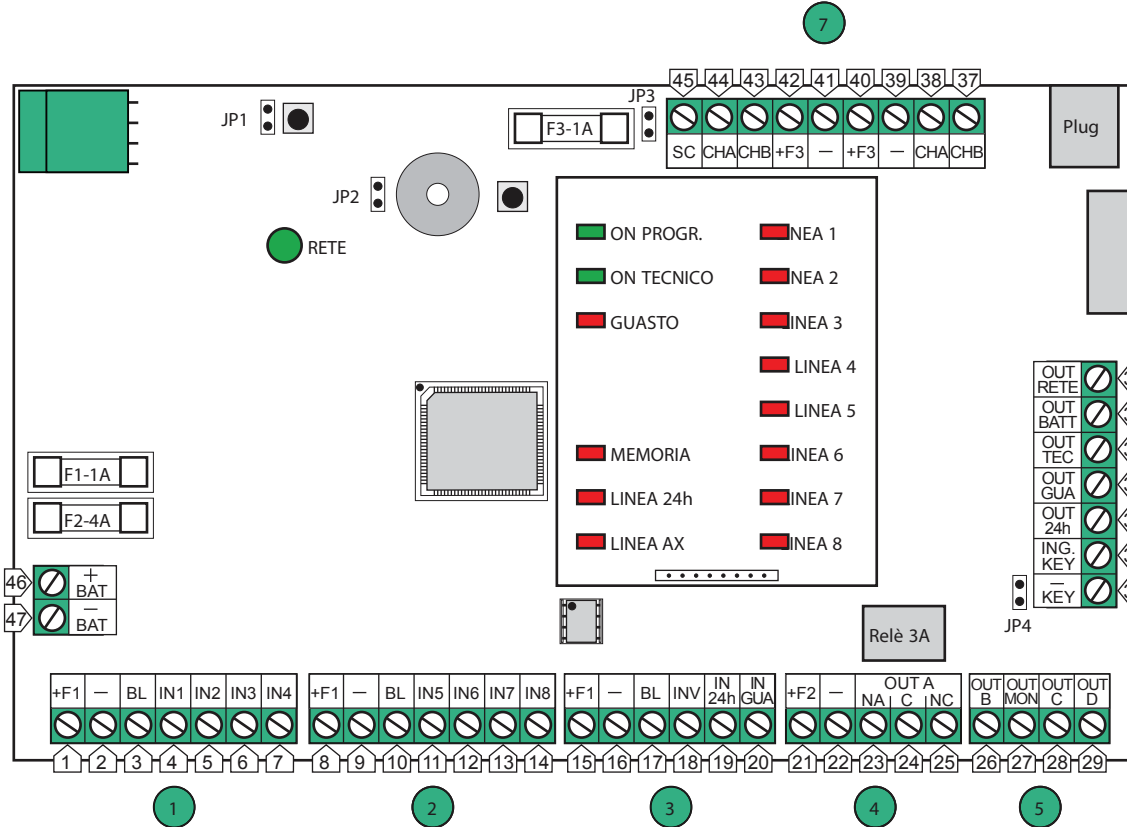 7
45 44 43 42 41 40 39 38 37
JP1
F3-1A
JP3
SC CHA CHB +F3 — +F3 — CHA CHB
Plug
JP2
RETE
ON PROGR.
NEA 1
ON TECNICO
NEA 2
GUASTO
INEA 3
LINEA 4
LINEA 5
MEMORIA
INEA 6
LINEA 24h
INEA 7
LINEA AX
INEA 8
OUT
RETE
OUT
BATT
OUT
TEC
OUT
GUA
OUT
24h
ING.
KEY
—
KEY
JP4
F1-1A
F2-4A
46
+
BAT
47
—
BAT
Relè 3A
+F1 — BL IN1 IN2 IN3 IN4
1 2 3 4 5 6 7
1
+F1 — BL IN5 IN6 IN7 IN8
8 9 10 11 12 13 14
2
+F1 — BL INV IN 24h IN GUA
15 16 17 18 19 20
3
+F2 — OUT A
NA C NC
21 22 23 24 25
4
OUT OUT OUT OUT
B MON C D
26 27 28 29
5